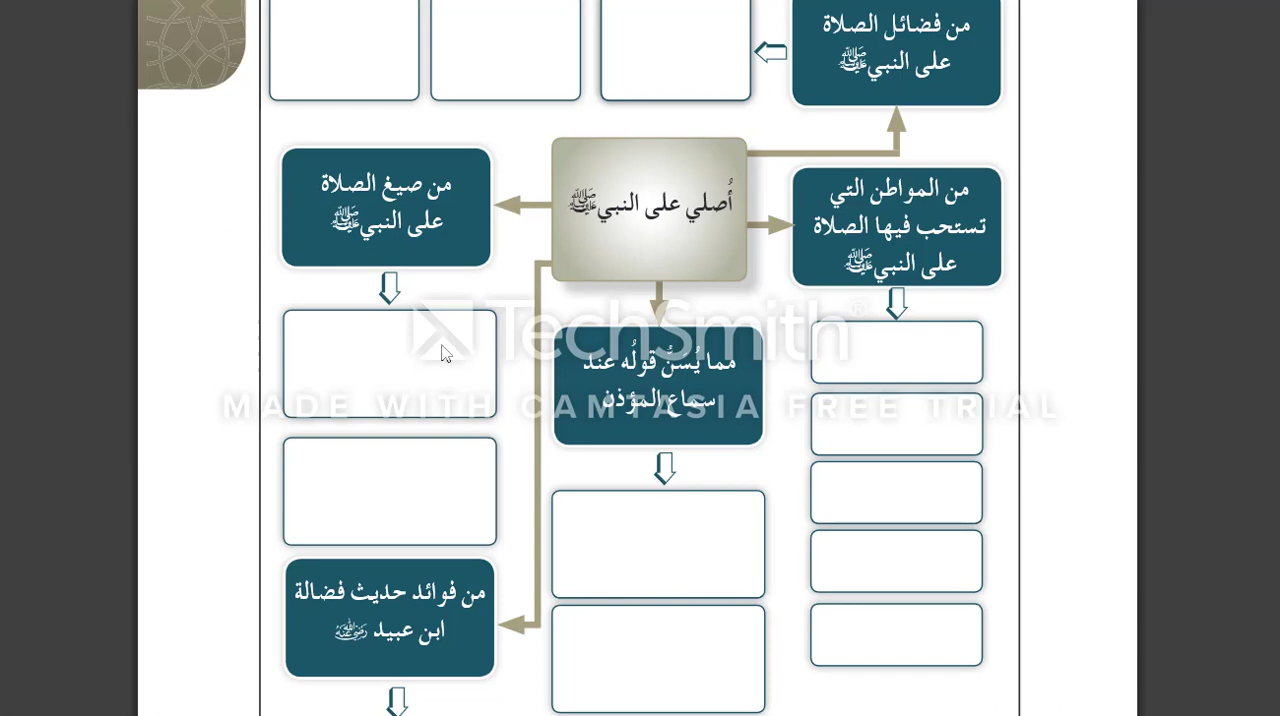 من فضائل الصلاة
على النبي ﷺ
أُصلي على النبي ﷺ
من المواطن التي
تستحب فيها الصلاة
على النبي ﷺ
من صيغ الصلاة
على النبي ﷺ
مما يُسَنُّ قولُه عند
سماع المؤذن
من فوائد حديث فضالة
ابن عبيد رضي الله عنه
TechSmith®
MADE WITH CAMTASIA FREE TRIAL